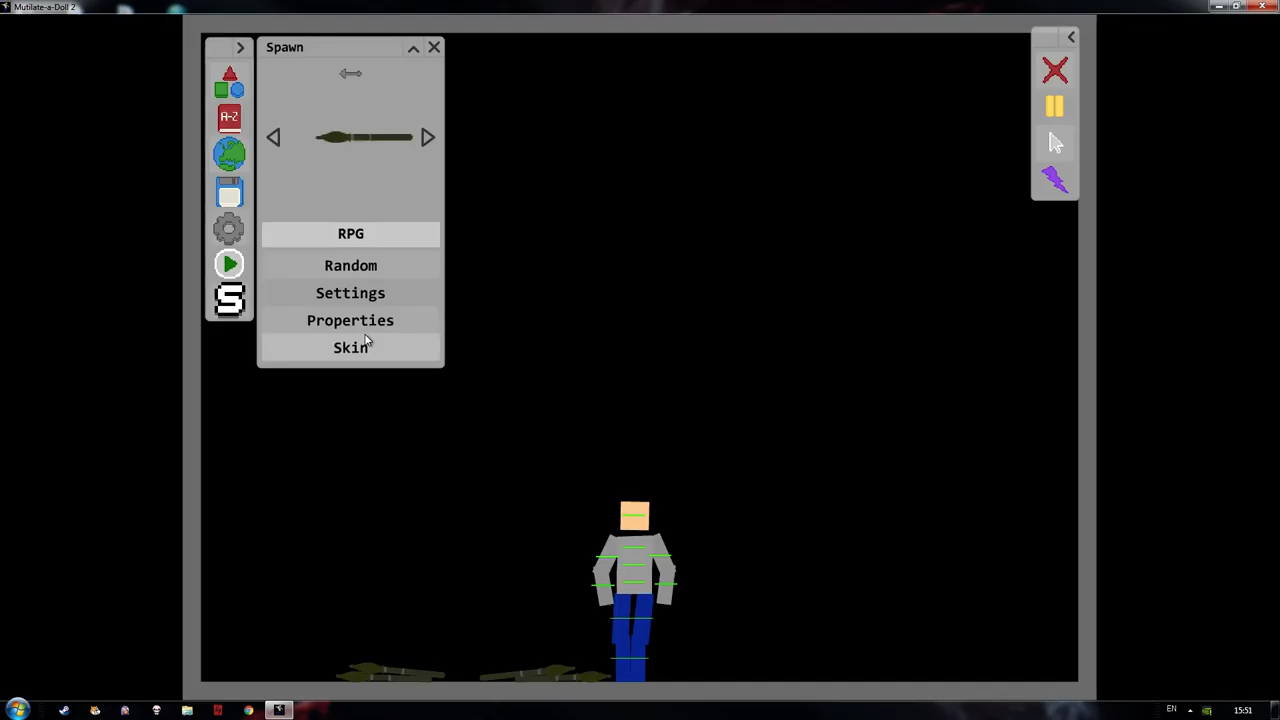 Mutilate-a-Doll 2
Spawn
A-Z
RPG
Random
Settings
Properties
Skin
S
EN
15:51